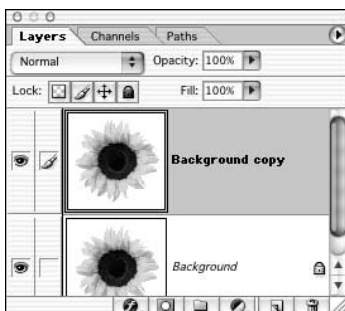 Layers Channels Paths
Normal Opacity: 100%
Lock: Fill: 100%
Background copy
Background